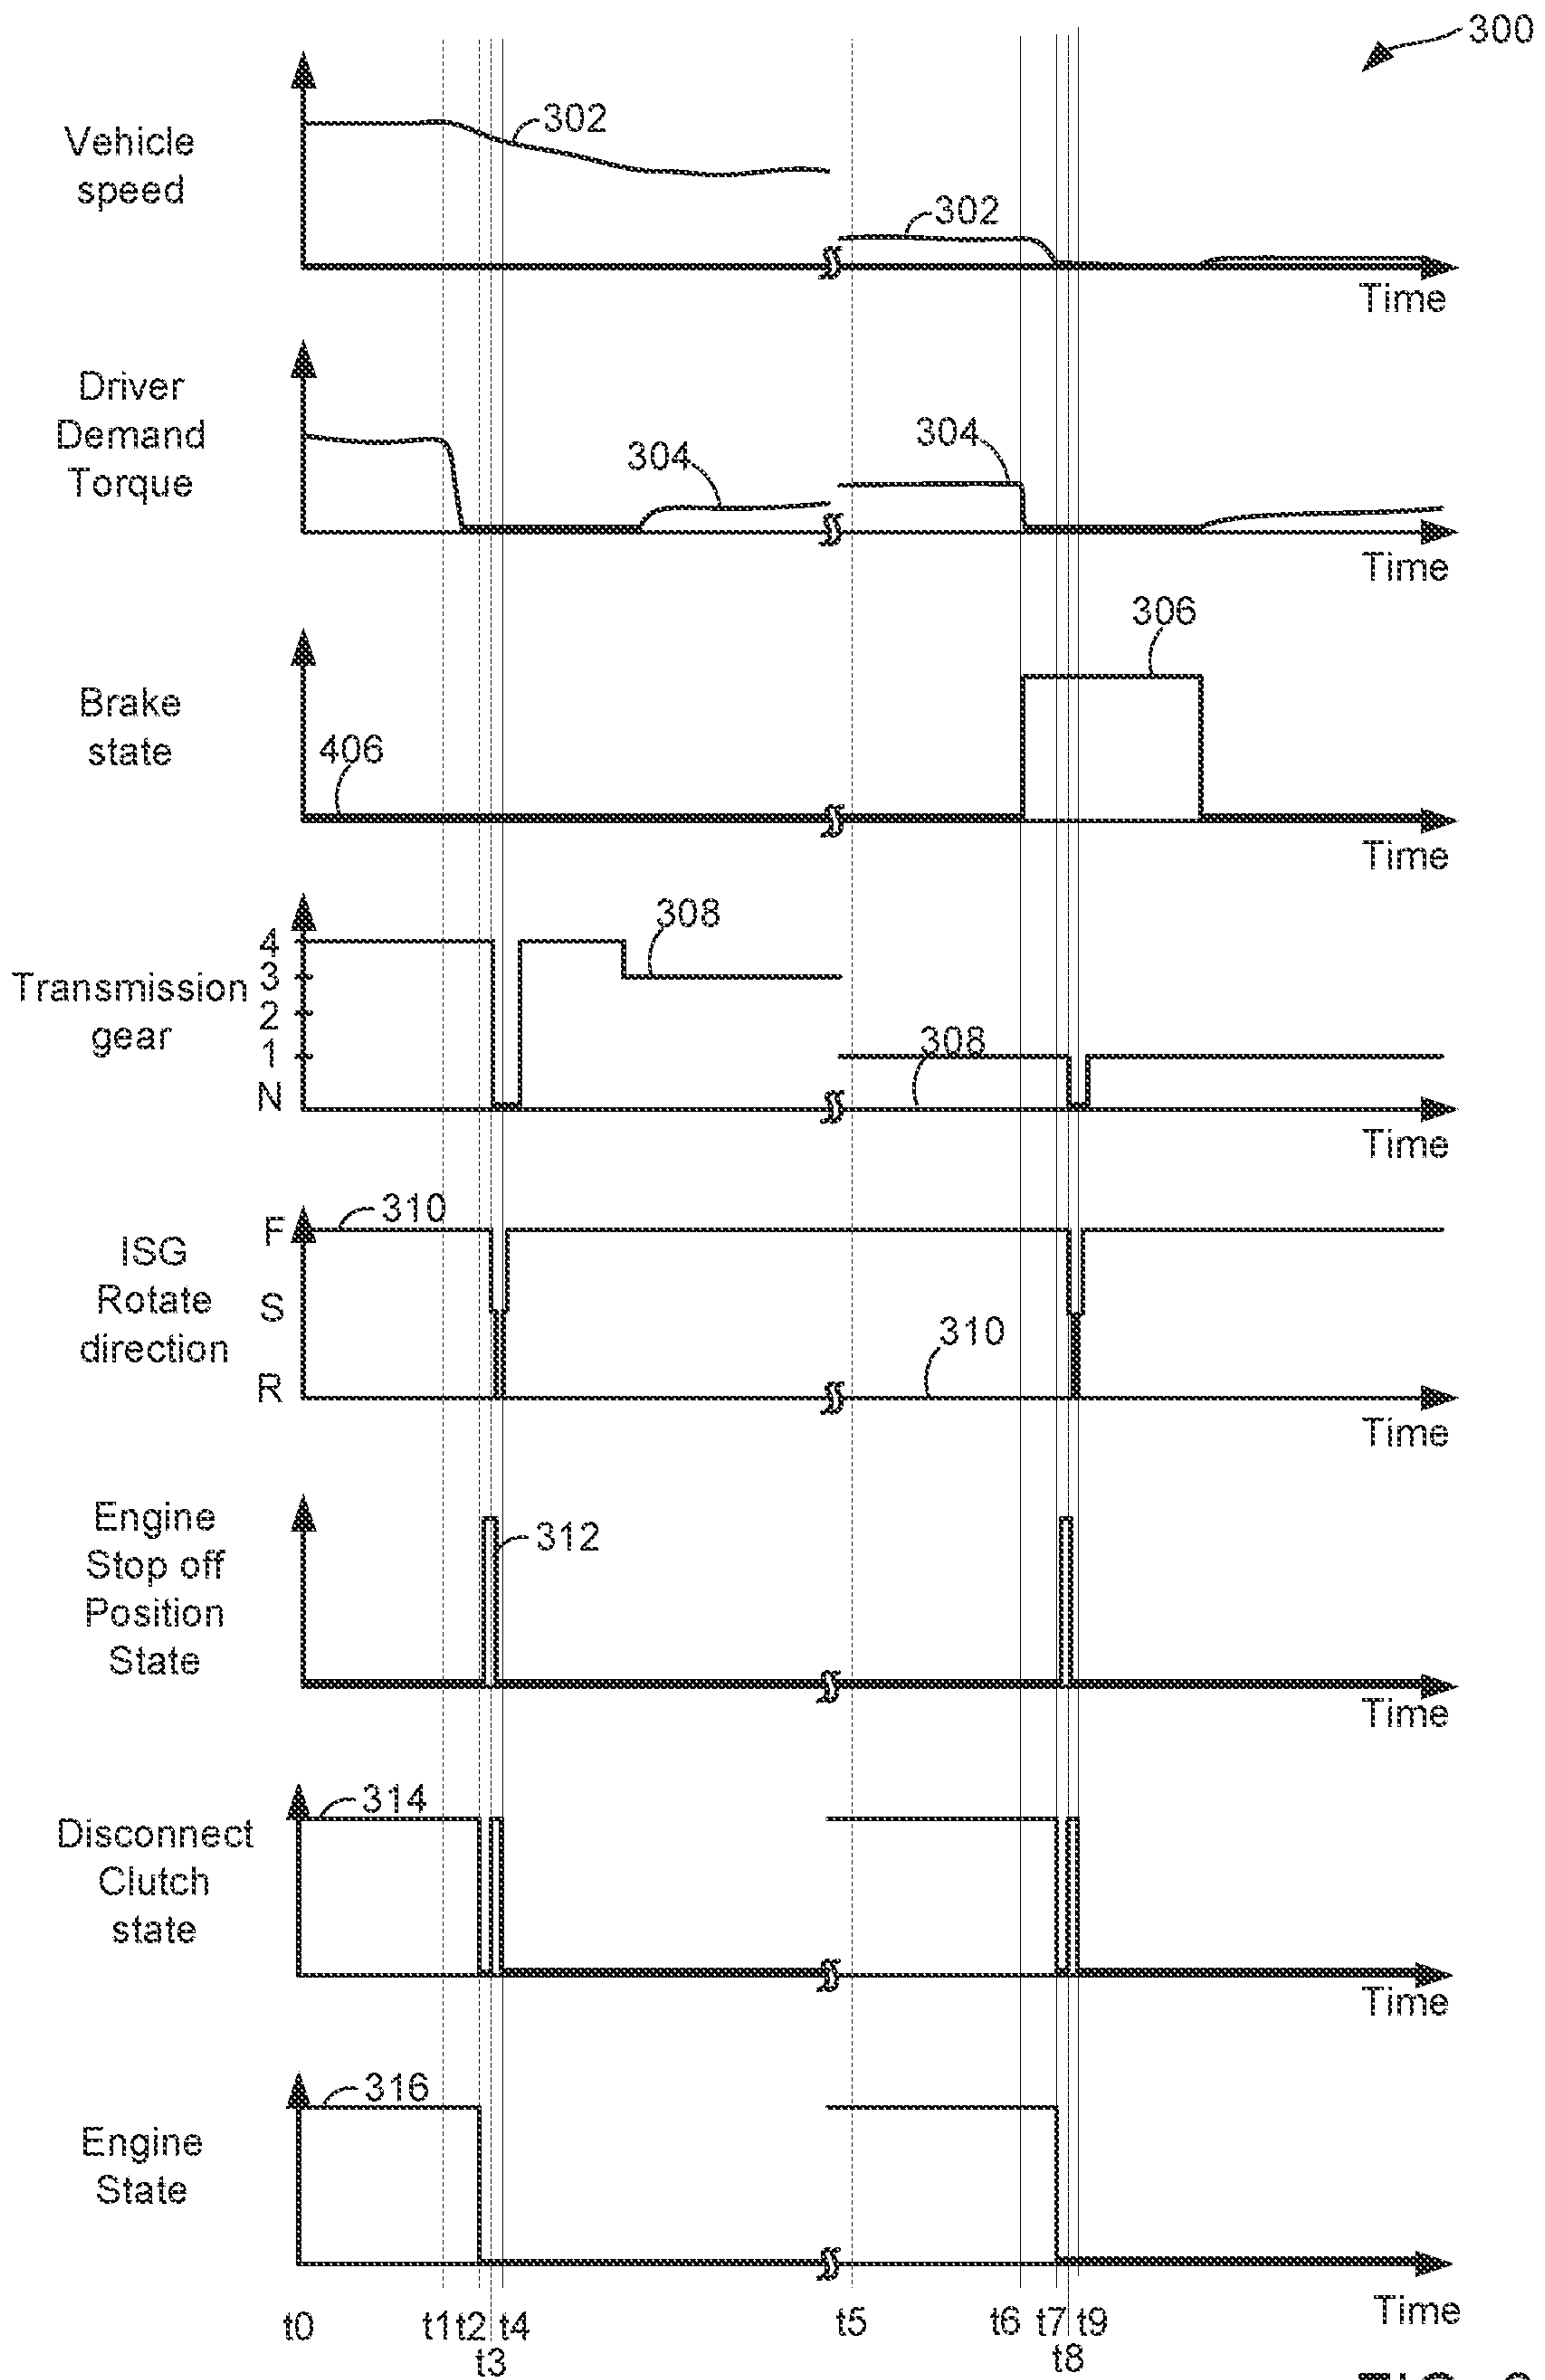 300
Vehicle
speed
302
302
Time
Driver
Demand
Torque
304
304
Time
Brake
state
406
306
Time
Transmission
gear
4
3
2
1
N
308
308
Time
ISG
Rotate
direction
F
S
R
310
310
Time
Engine
Stop off
Position
State
312
Time
Disconnect
Clutch
state
314
Time
Engine
State
316
Time
t0 t1 t2 t4 t5 t6 t7 t9
t3 t8